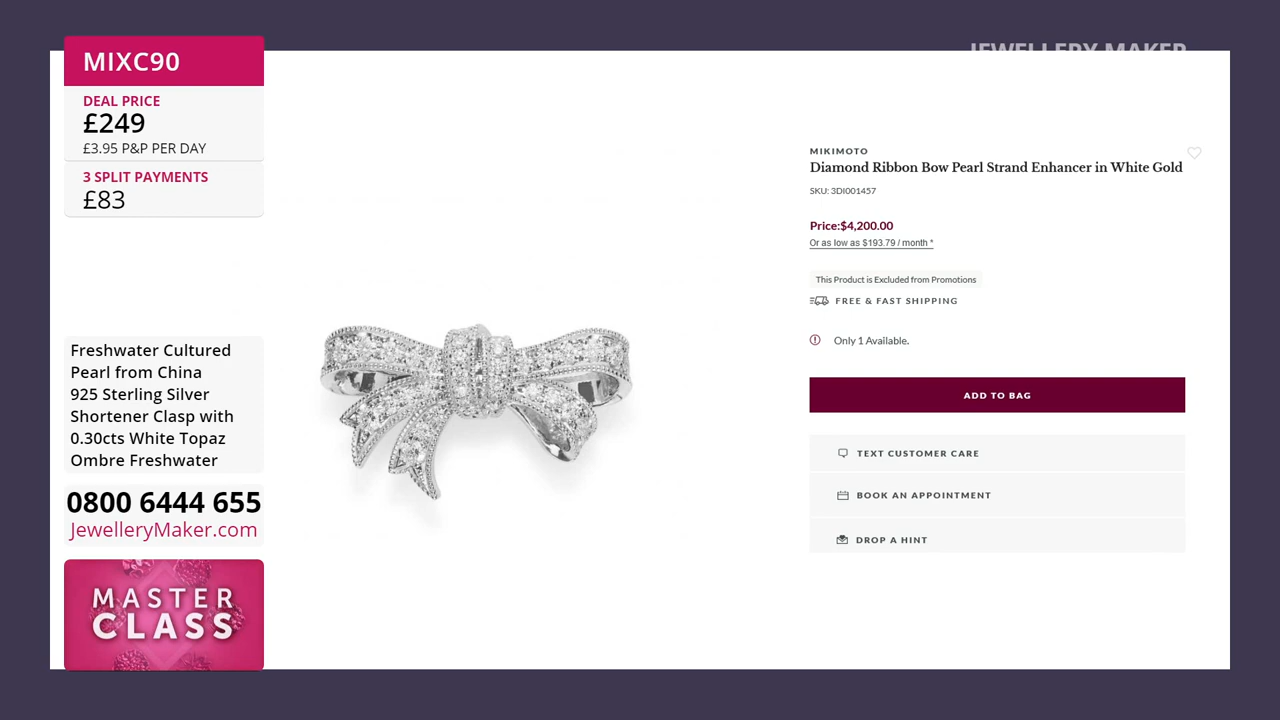 JEWELLERY MAKER
MIXC90
DEAL PRICE
£249
£3.95 P&P PER DAY
3 SPLIT PAYMENTS
£83
Freshwater Cultured
Pearl from China
925 Sterling Silver
Shortener Clasp with
0.30cts White Topaz
Ombre Freshwater
0800 6444 655
JewelleryMaker.com
MASTER
CLASS
MIKIMOTO
Diamond Ribbon Bow Pearl Strand Enhancer in White Gold
SKU: 3DI001457
Price:$4,200.00
Or as low as $193.79 / month *
This Product is Excluded from Promotions
FREE & FAST SHIPPING
Only 1 Available.
ADD TO BAG
TEXT CUSTOMER CARE
BOOK AN APPOINTMENT
DROP A HINT